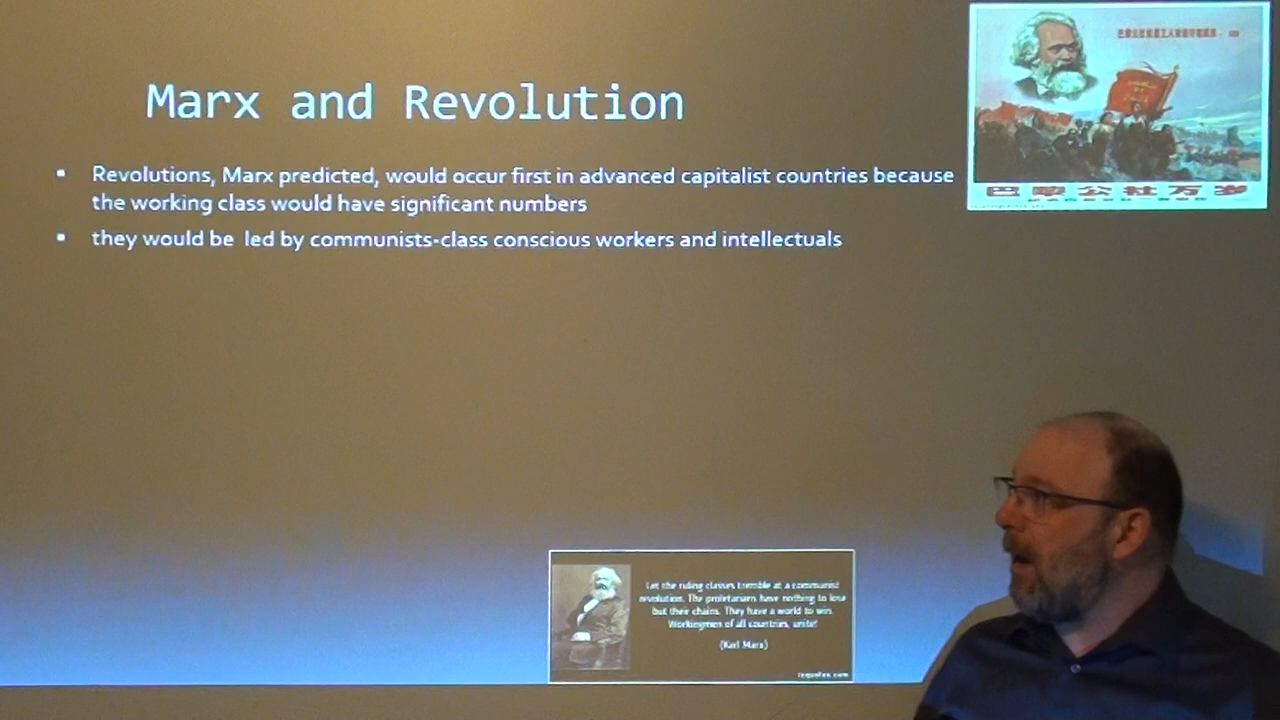 Marx and Revolution
▪ Revolutions, Marx predicted, would occur first in advanced capitalist countries because
the working class would have significant numbers
▪ they would be led by communists-class conscious workers and intellectuals
巴黎公社万岁
Let the ruling classes tremble at a communist
revolution. The proletarians have nothing to lose
but their chains. They have a world to win.
Workingmen of all countries, unite!
(Karl Marx)